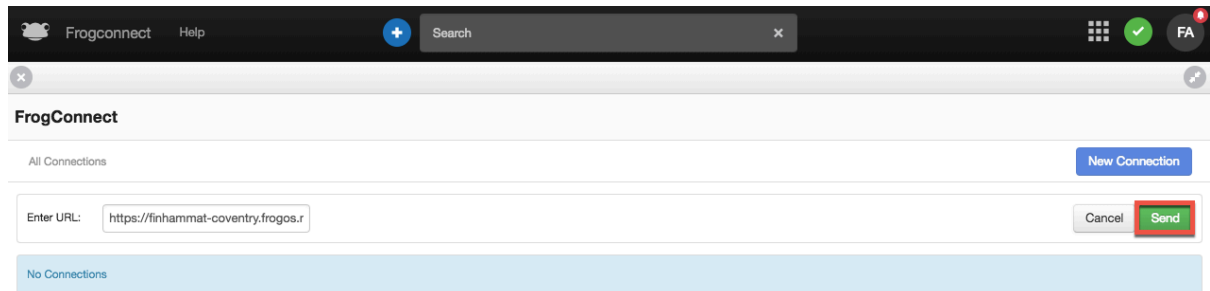 Frogconnect Help Search × FA
FrogConnect
All Connections New Connection
Enter URL: https://finhammat-coventry.frogos.r Cancel Send
No Connections